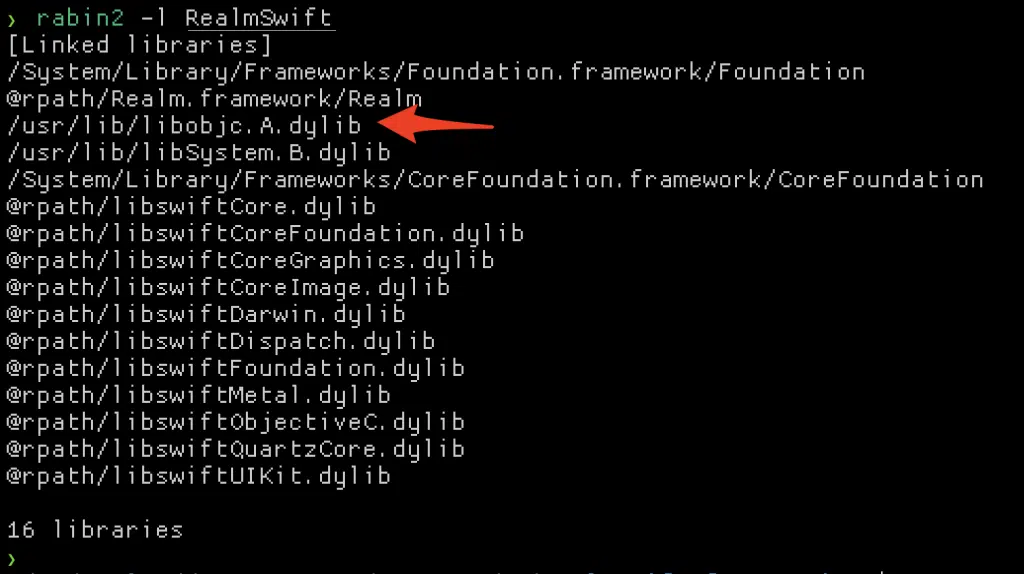 ❯ rabin2 -l RealmSwift
[Linked libraries]
/System/Library/Frameworks/Foundation.framework/Foundation
@rpath/Realm.framework/Realm
/usr/lib/libobjc.A.dylib
/usr/lib/libSystem.B.dylib
/System/Library/Frameworks/CoreFoundation.framework/CoreFoundation
@rpath/libswiftCore.dylib
@rpath/libswiftCoreFoundation.dylib
@rpath/libswiftCoreGraphics.dylib
@rpath/libswiftCoreImage.dylib
@rpath/libswiftDarwin.dylib
@rpath/libswiftDispatch.dylib
@rpath/libswiftFoundation.dylib
@rpath/libswiftMetal.dylib
@rpath/libswiftObjectiveC.dylib
@rpath/libswiftQuartzCore.dylib
@rpath/libswiftUIKit.dylib
16 libraries
❯